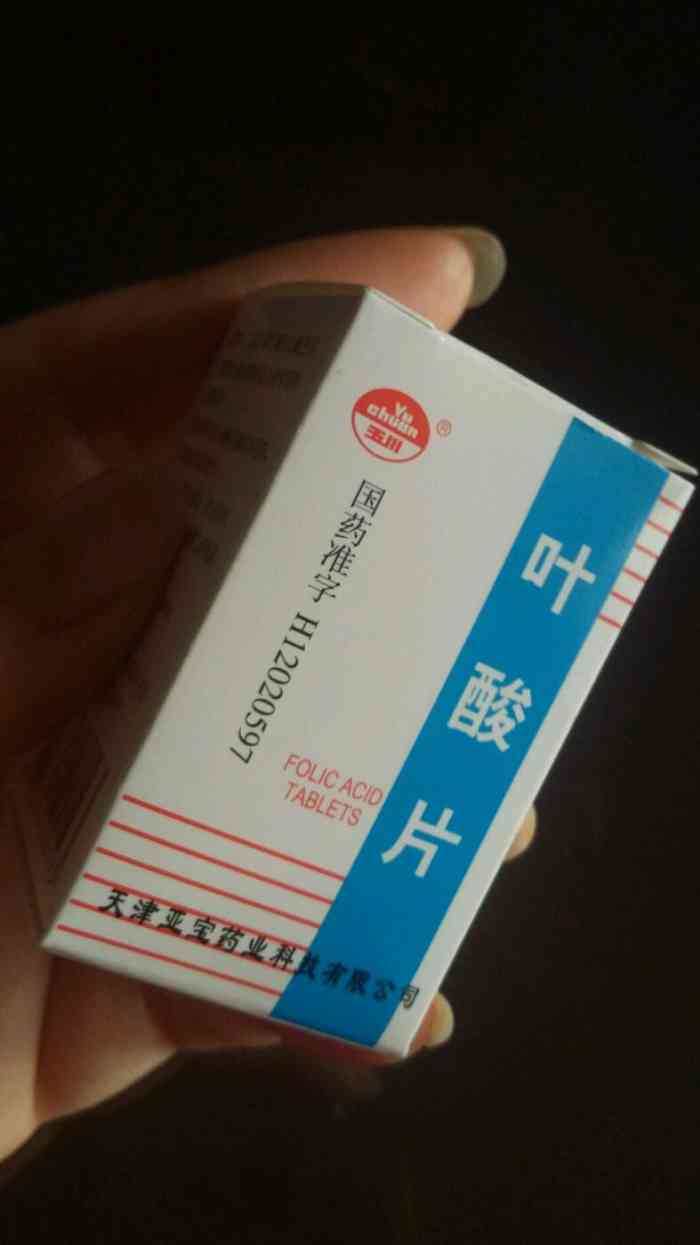 Yu
chuan
玉川
®
国药准字 H12020597
叶酸片
FOLIC ACID
TABLETS
天津亚宝药业科技有限公司